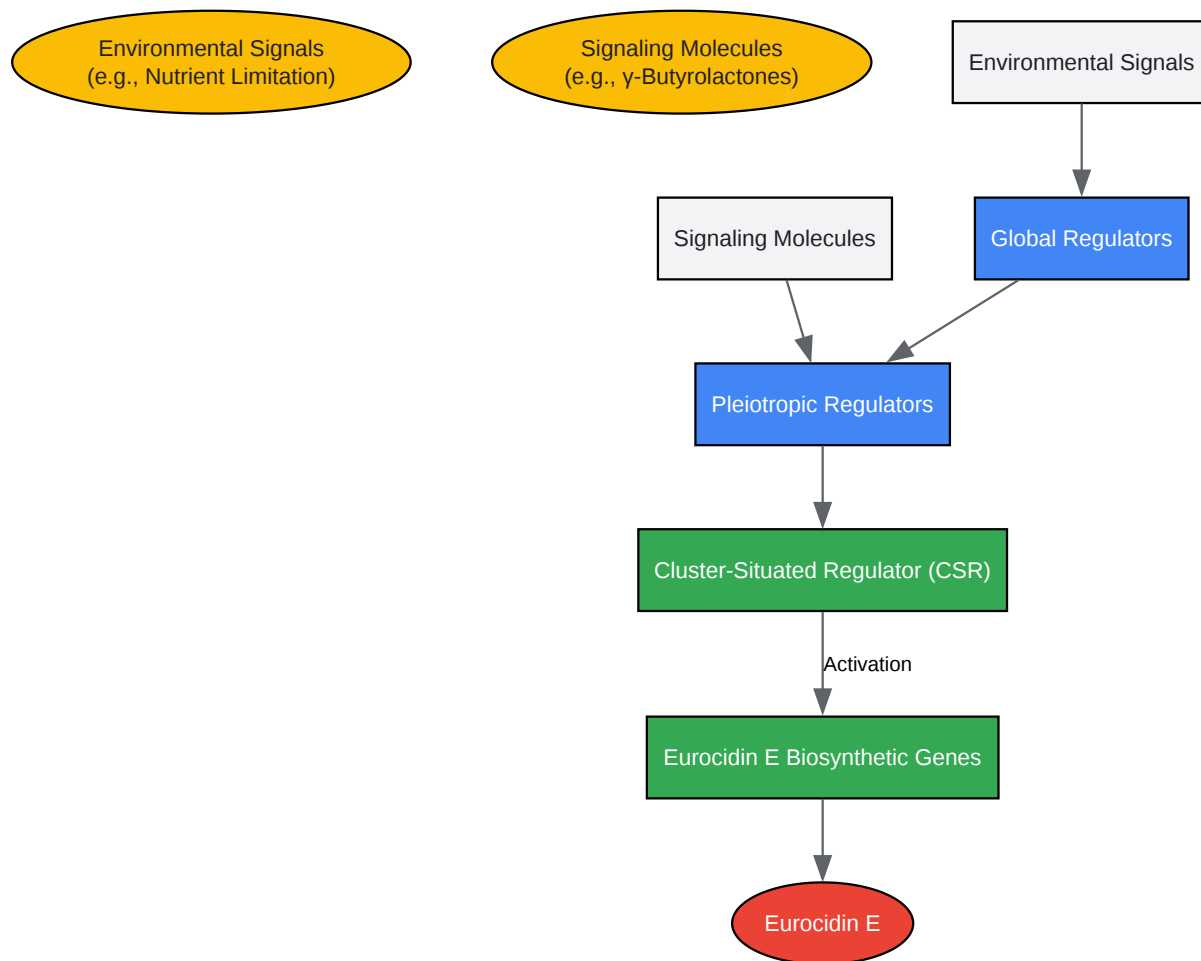 Environmental Signals
(e.g., Nutrient Limitation)
Signaling Molecules
(e.g., γ-Butyrolactones)
Environmental Signals
Signaling Molecules
Global Regulators
Pleiotropic Regulators
Cluster-Situated Regulator (CSR)
Activation
Eurocidin E Biosynthetic Genes
Eurocidin E